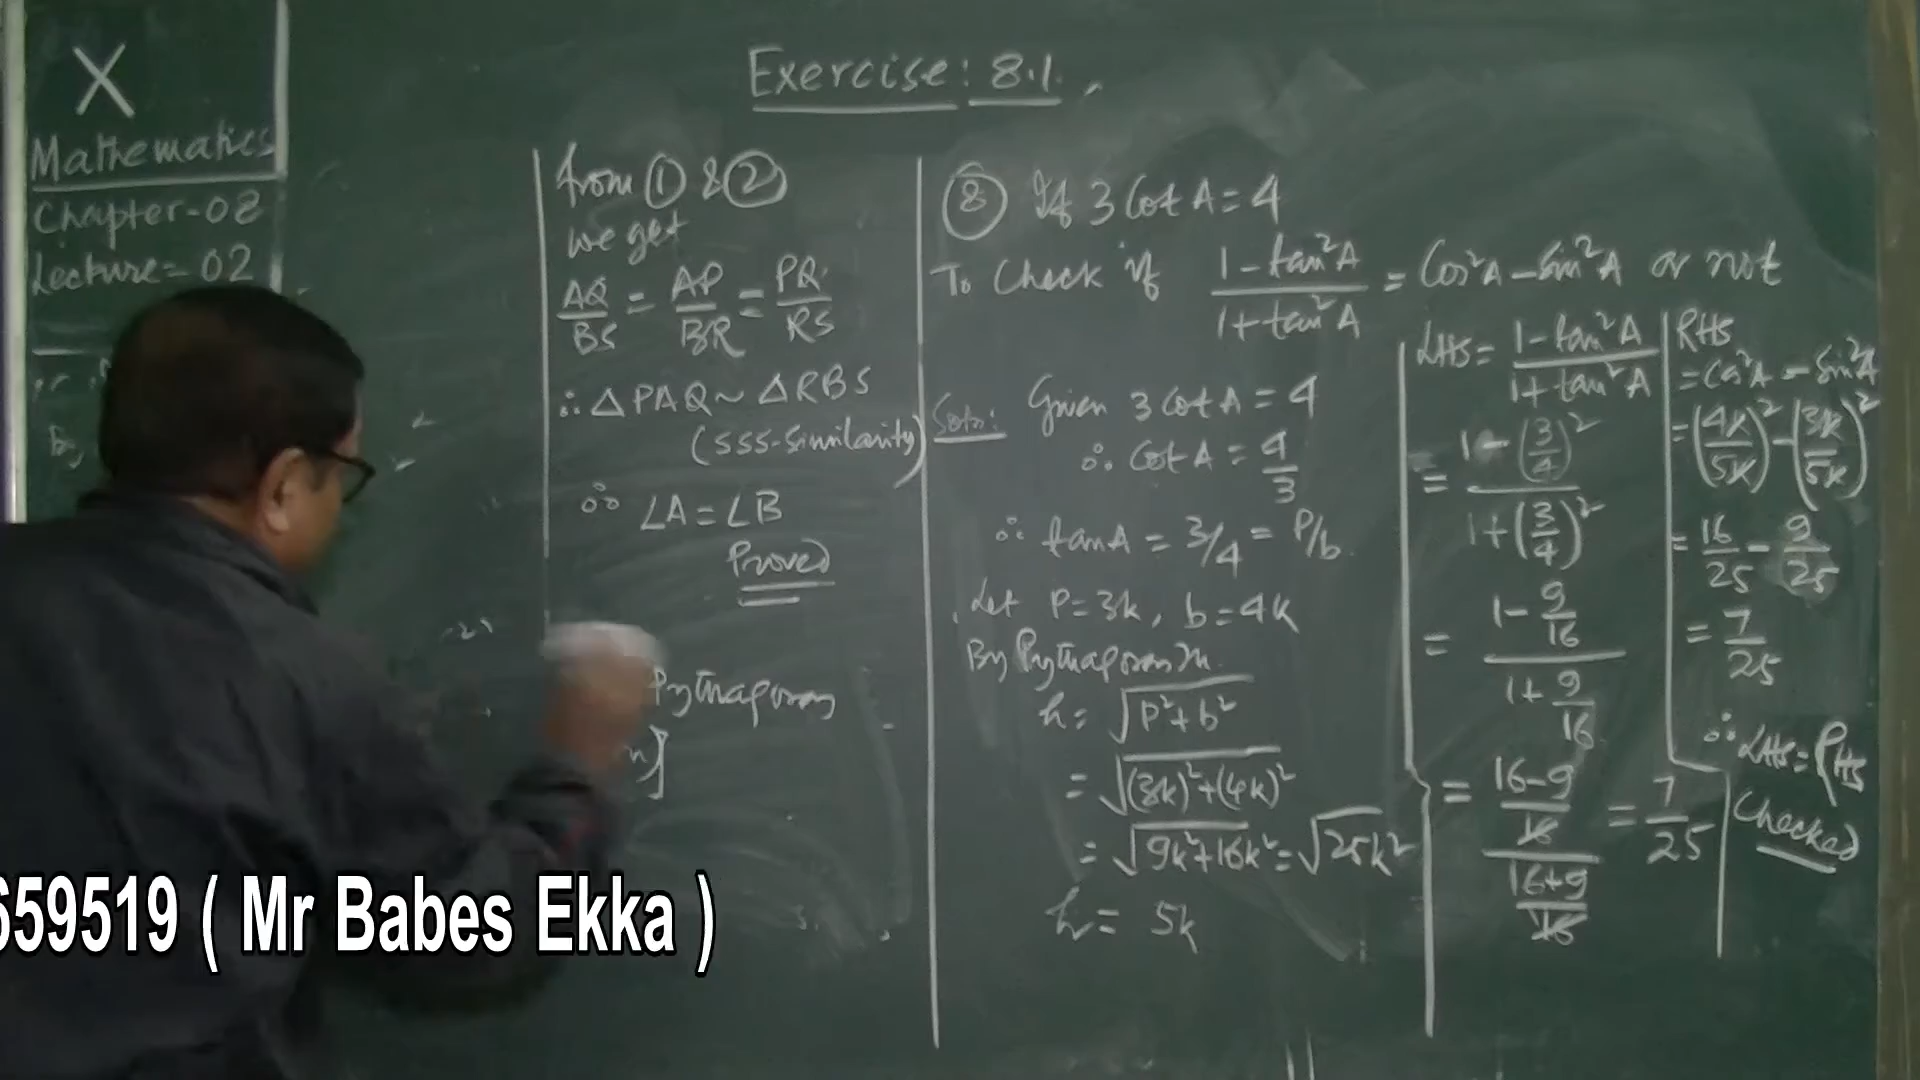 X
Mathematics
Chapter-08
Lecture-02
By
Exercise: 8.1.
from ① & ②
we get
AQ/BS = AP/BR = PQ/RS
∴ △PAQ ~ △RBS
(SSS-Similarity)
∴ ∠A = ∠B
Proved
Pythagoras
⑧ If 3 Cot A = 4
To Check if (1 - tan²A)/(1 + tan²A) = Cos²A - Sin²A or not
Soln: Given 3 cot A = 4
∴ Cot A = 4/3
∴ tan A = 3/4 = P/b
Let P = 3k, b = 4k
By Pythagoras Th.
h = √(P² + b²)
= √((3k)² + (4k)²)
= √(9k² + 16k²) = √(25k²)
h = 5k
LHS = (1 - tan²A)/(1 + tan²A)
= (1 - (3/4)²)/(1 + (3/4)²)
= (1 - 9/16)/(1 + 9/16)
= ((16-9)/16)/((16+9)/16) = 7/25
RHS
= Cos²A - Sin²A
= (4k/5k)² - (3k/5k)²
= 16/25 - 9/25
= 7/25
∴ LHS = RHS
Checked
659519 ( Mr Babes Ekka )